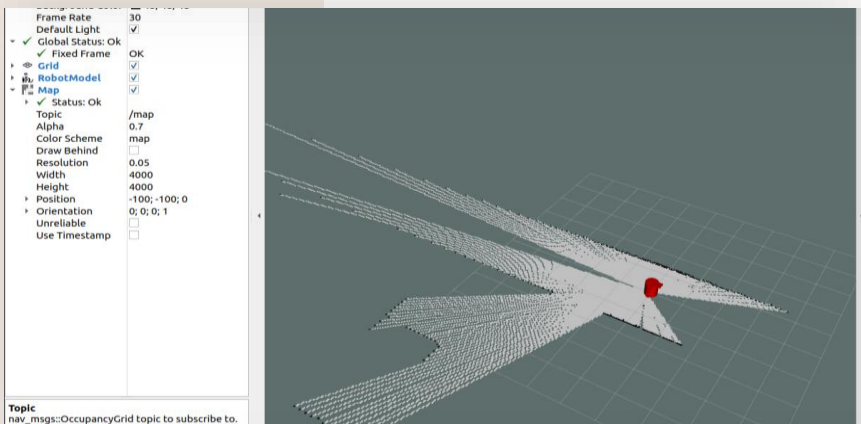 Frame Rate 30
Default Light
Global Status: Ok
Fixed Frame OK
Grid
RobotModel
Map
Status: Ok
Topic /map
Alpha 0.7
Color Scheme map
Draw Behind
Resolution 0.05
Width 4000
Height 4000
Position -100; -100; 0
Orientation 0; 0; 0; 1
Unreliable
Use Timestamp
Topic
nav_msgs::OccupancyGrid topic to subscribe to.